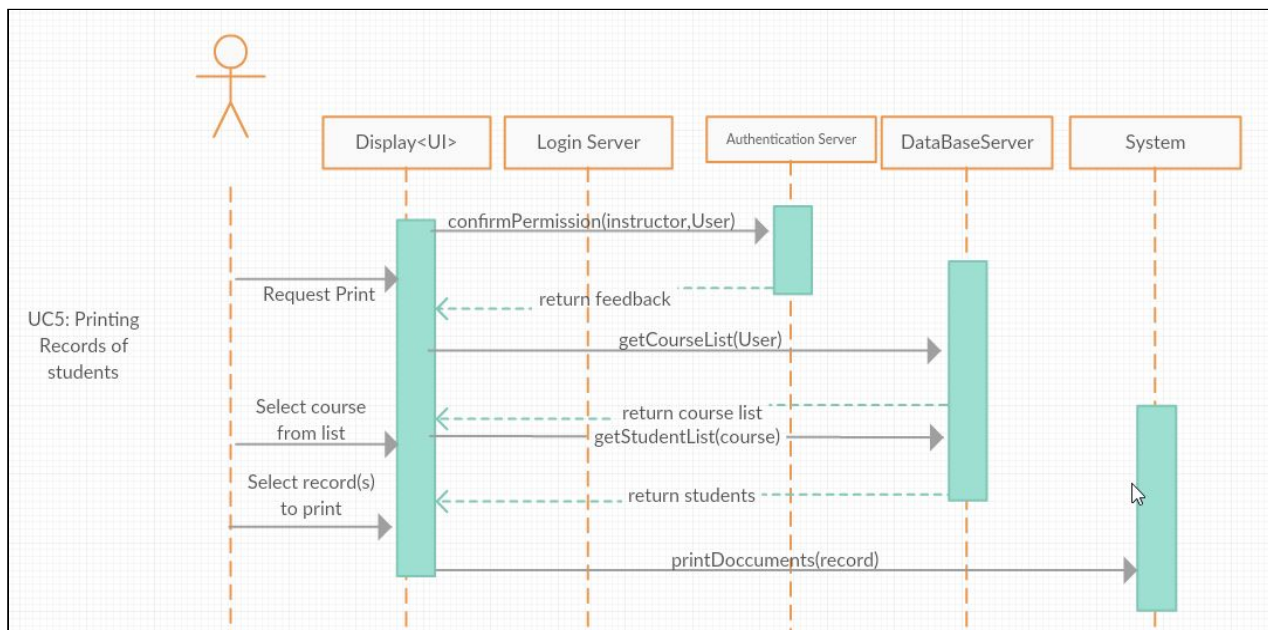 Display<UI>
Login Server
Authentication Server
DataBaseServer
System
confirmPermission(instructor,User)
Request Print
return feedback
UC5: Printing
Records of
students
getCourseList(User)
Select course
from list
return course list
getStudentList(course)
Select record(s)
to print
return students
printDoccuments(record)